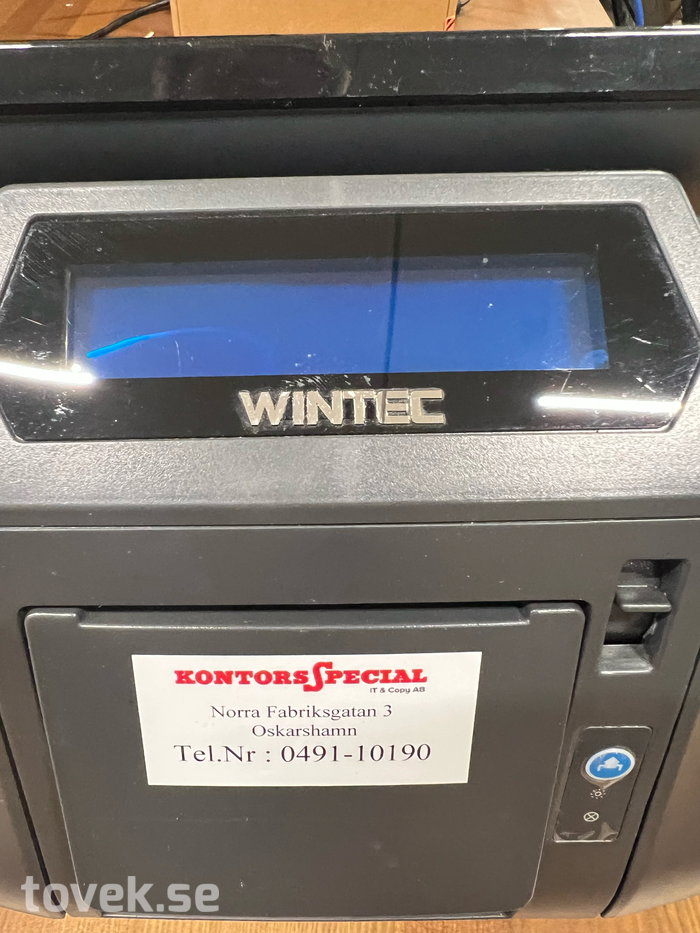 WINTEC
KONTORSSPECIAL
IT & Copy AB
Norra Fabriksgatan 3
Oskarshamn
Tel.Nr : 0491-10190
tovek.se